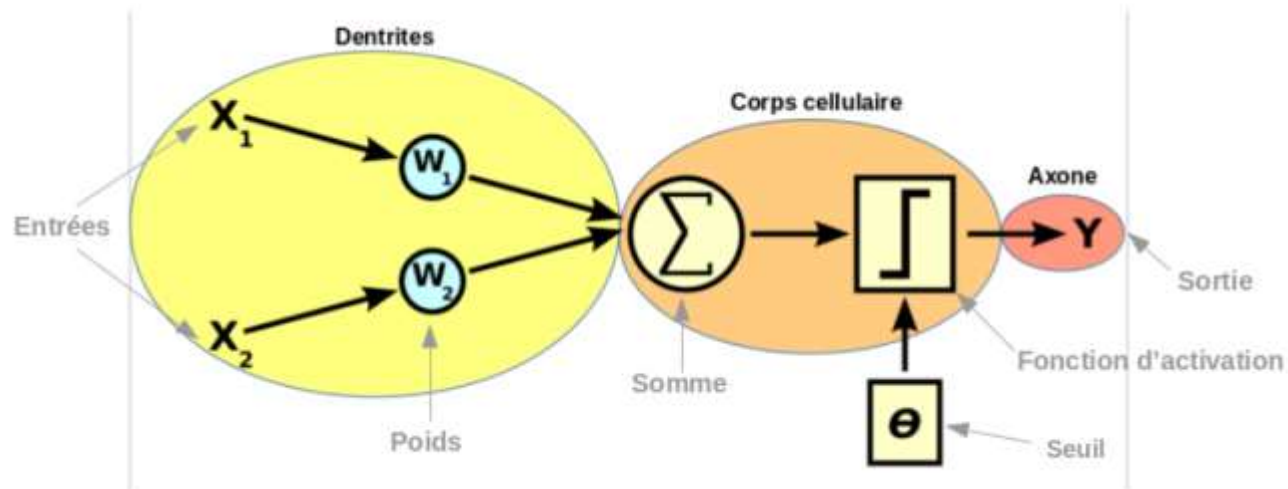 Dentrites
Corps cellulaire
Axone
X1
W1
Entrées
∑
Y
W2
Sortie
X2
Somme
Fonction d'activation
Poids
Θ
Seuil